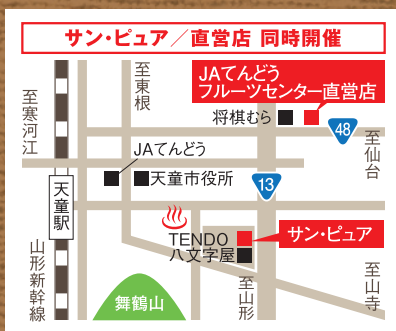 サン・ピュア／直営店 同時開催
至寒河江
至東根
JAてんどう
フルーツセンター直営店
将棋むら
48
至仙台
JAてんどう
天童市役所
13
天童駅
サン・ピュア
TENDO
八文字屋
山形新幹線
舞鶴山
至山形
至山寺